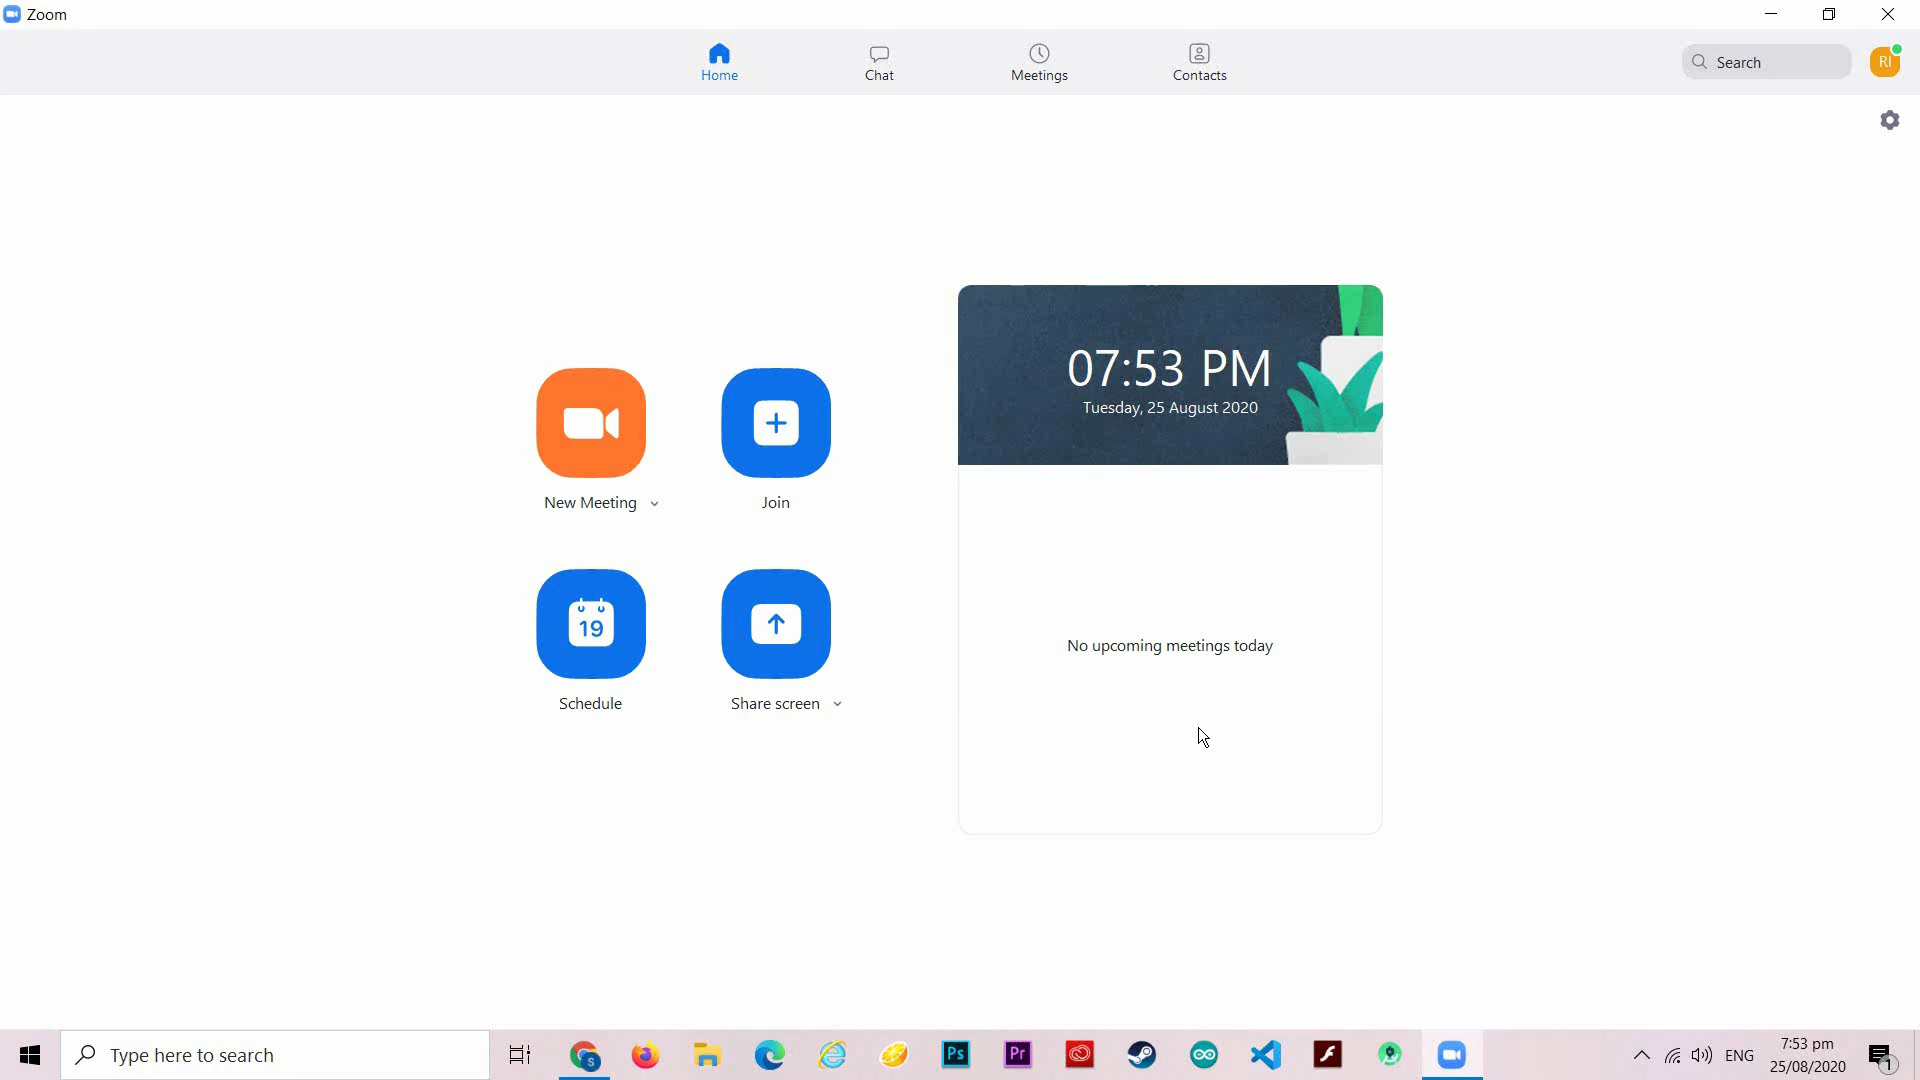 Zoom
Home
Chat
Meetings
Contacts
Search
RI
07:53 PM
Tuesday, 25 August 2020
New Meeting
Join
19
Schedule
Share screen
No upcoming meetings today
Type here to search
S
Ps
Pr
ENG
7:53 pm
25/08/2020
1